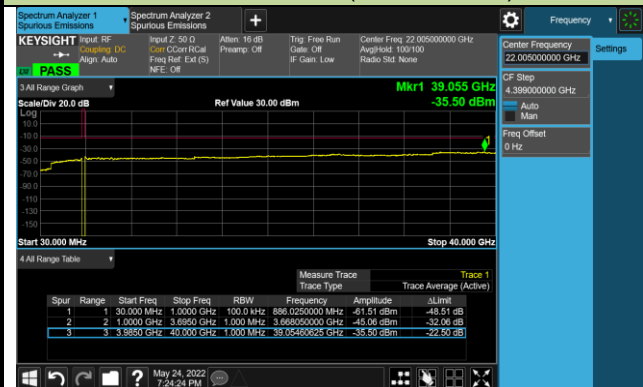 Spectrum Analyzer 1
Spurious Emissions
Spectrum Analyzer 2
Spurious Emissions
Frequency
KEYSIGHT
Input: RF
Coupling: DC
Align: Auto
Input Z: 50 Ω
Corr CCorr RCal
Freq Ref: Ext (S)
NFE: Off
Atten: 16 dB
Preamp: Off
Trig: Free Run
Gate: Off
IF Gain: Low
Center Freq: 22.005000000 GHz
Avg|Hold: 100/100
Radio Std: None
PASS
Center Frequency
22.005000000 GHz
Settings
CF Step
4.399000000 GHz
Auto
Man
Freq Offset
0 Hz
3 All Range Graph
Mkr1 39.055 GHz
-35.50 dBm
Scale/Div 20.0 dB
Ref Value 30.00 dBm
Log
10.0
-10.0
-30.0
-50.0
-70.0
-90.0
-110
-130
-150
1
Start 30.000 MHz
Stop 40.000 GHz
4 All Range Table
Measure Trace Trace 1
Trace Type Trace Average (Active)
Spur Range Start Freq Stop Freq RBW Frequency Amplitude ΔLimit
1 1 30.000 MHz 1.0000 GHz 100.0 kHz 886.0250000 MHz -61.51 dBm -48.51 dB
2 2 1.0000 GHz 3.6950 GHz 1.000 MHz 3.668050000 GHz -45.06 dBm -32.06 dB
3 3 3.9850 GHz 40.000 GHz 1.000 MHz 39.05460625 GHz -35.50 dBm -22.50 dB
May 24, 2022
7:24:24 PM